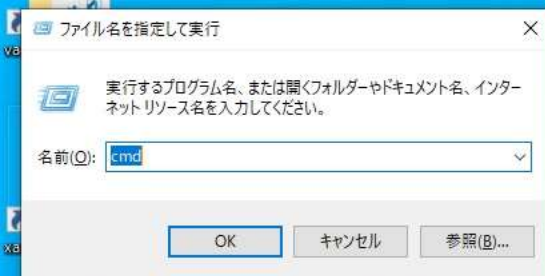 ファイル名を指定して実行
実行するプログラム名、または開くフォルダーやドキュメント名、インター
ネット リソース名を入力してください。
名前(O):
cmd
OK
キャンセル
参照(B)...
va
xa